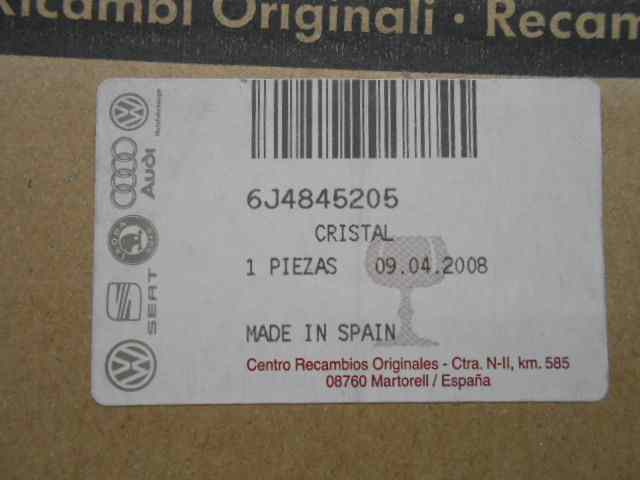 Ricambi Originali · Recam
Audi
SKODA
SEAT
6J4845205
CRISTAL
1 PIEZAS 09.04.2008
MADE IN SPAIN
Centro Recambios Originales - Ctra. N-II, km. 585
08760 Martorell / España